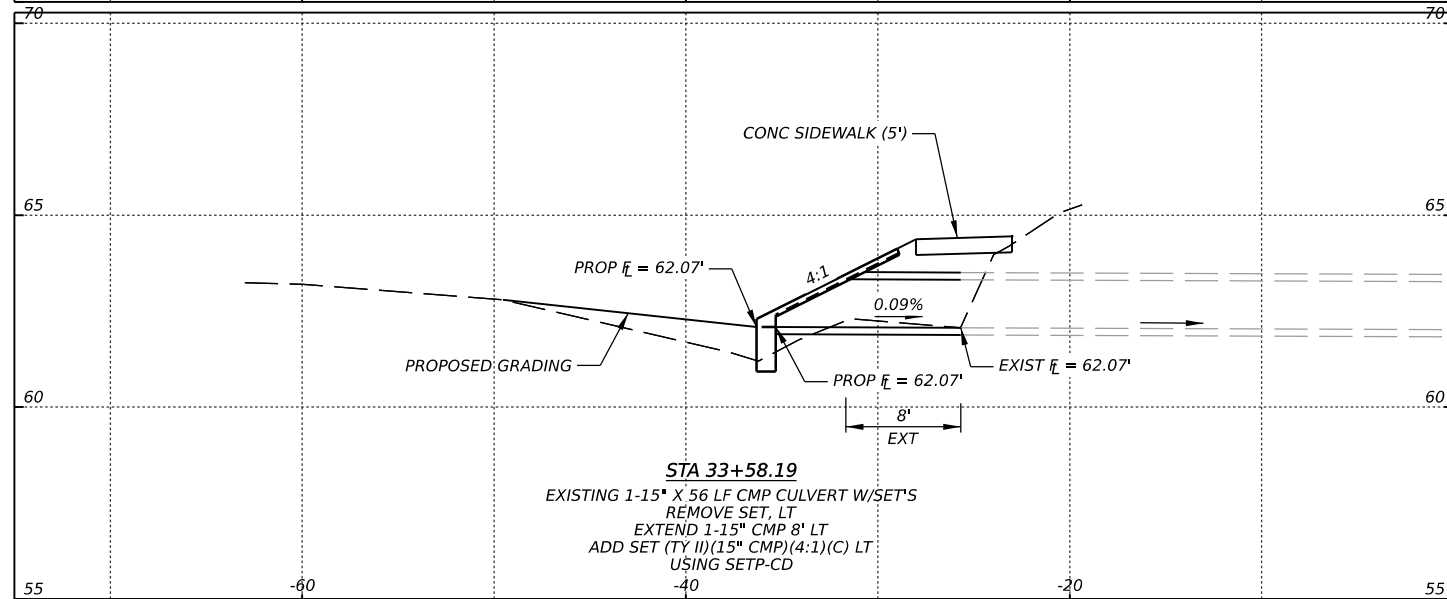 70
70
CONC SIDEWALK (5')
65
65
PROP FL = 62.07'
4:1
0.09%
PROPOSED GRADING
EXIST FL = 62.07'
PROP FL = 62.07'
60
60
8'
EXT
STA 33+58.19
EXISTING 1-15" X 56 LF CMP CULVERT W/SET'S
REMOVE SET, LT
EXTEND 1-15" CMP 8' LT
ADD SET (TY II)(15" CMP)(4:1)(C) LT
USING SETP-CD
55
-60
-40
-20
55